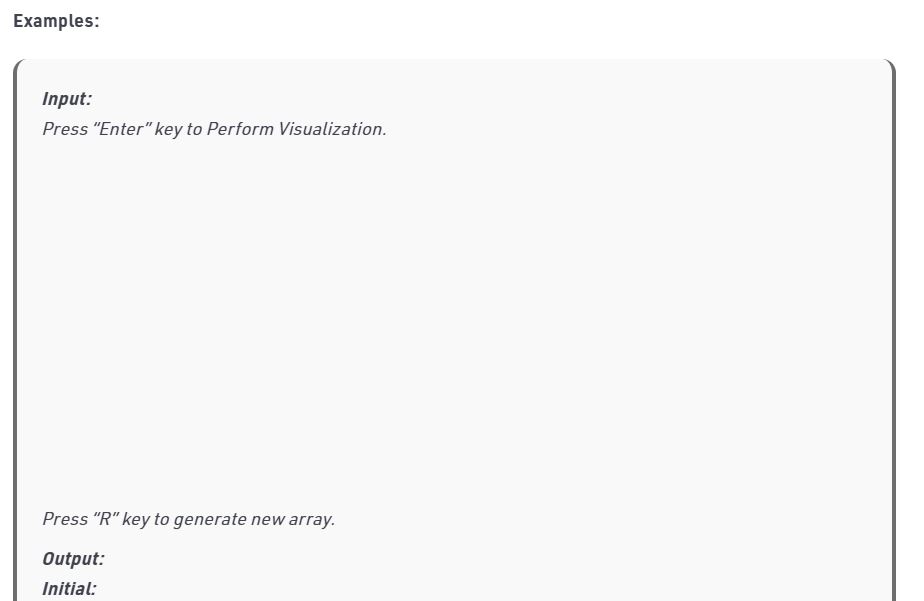 Examples:
Input:
Press “Enter” key to Perform Visualization.
Press “R” key to generate new array.
Output:
Initial: